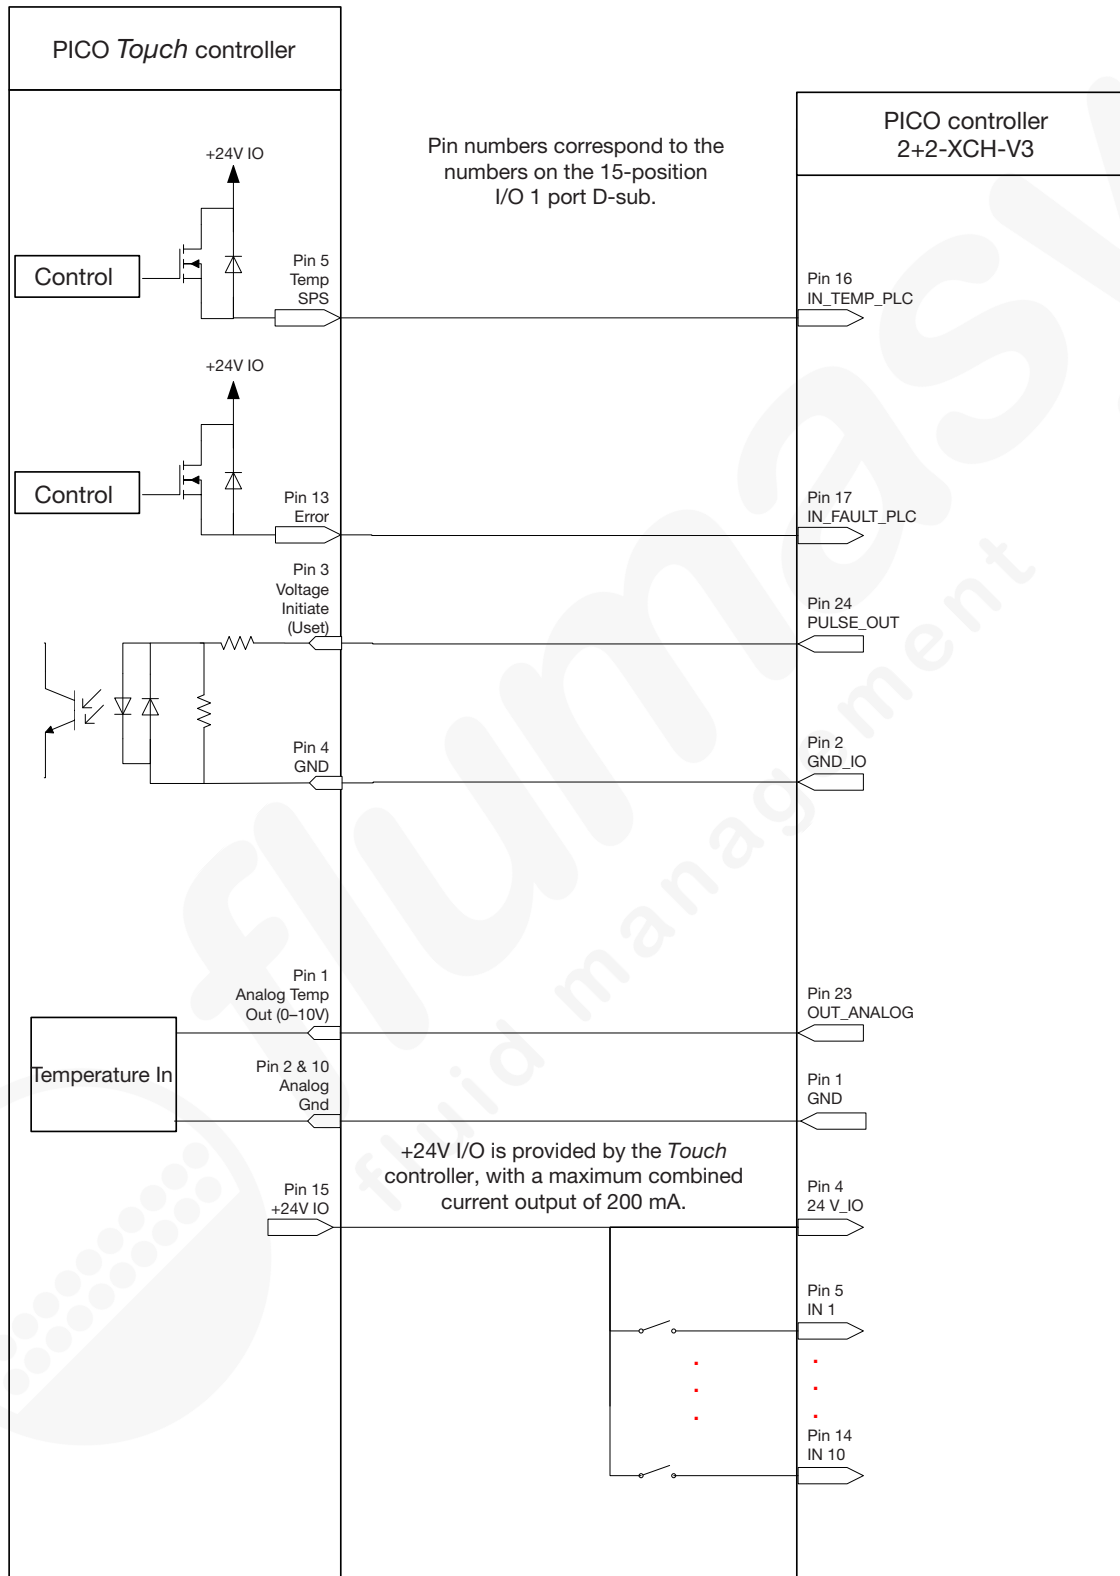 PICO Toµch controller
PICO controller
2+2-XCH-V3
Pin numbers correspond to the
numbers on the 15-position
I/O 1 port D-sub.
+24V IO
Control
Pin 5
Temp
SPS
Pin 16
IN_TEMP_PLC
+24V IO
Control
Pin 13
Error
Pin 17
IN_FAULT_PLC
Pin 3
Voltage
Initiate
(Uset)
Pin 24
PULSE_OUT
Pin 4
GND
Pin 2
GND_IO
Pin 1
Analog Temp
Out (0–10V)
Pin 23
OUT_ANALOG
Temperature In
Pin 2 & 10
Analog
Gnd
Pin 1
GND
+24V I/O is provided by the Touch
controller, with a maximum combined
current output of 200 mA.
Pin 15
+24V IO
Pin 4
24 V_IO
Pin 5
IN 1
Pin 14
IN 10
flumasy
fluid management